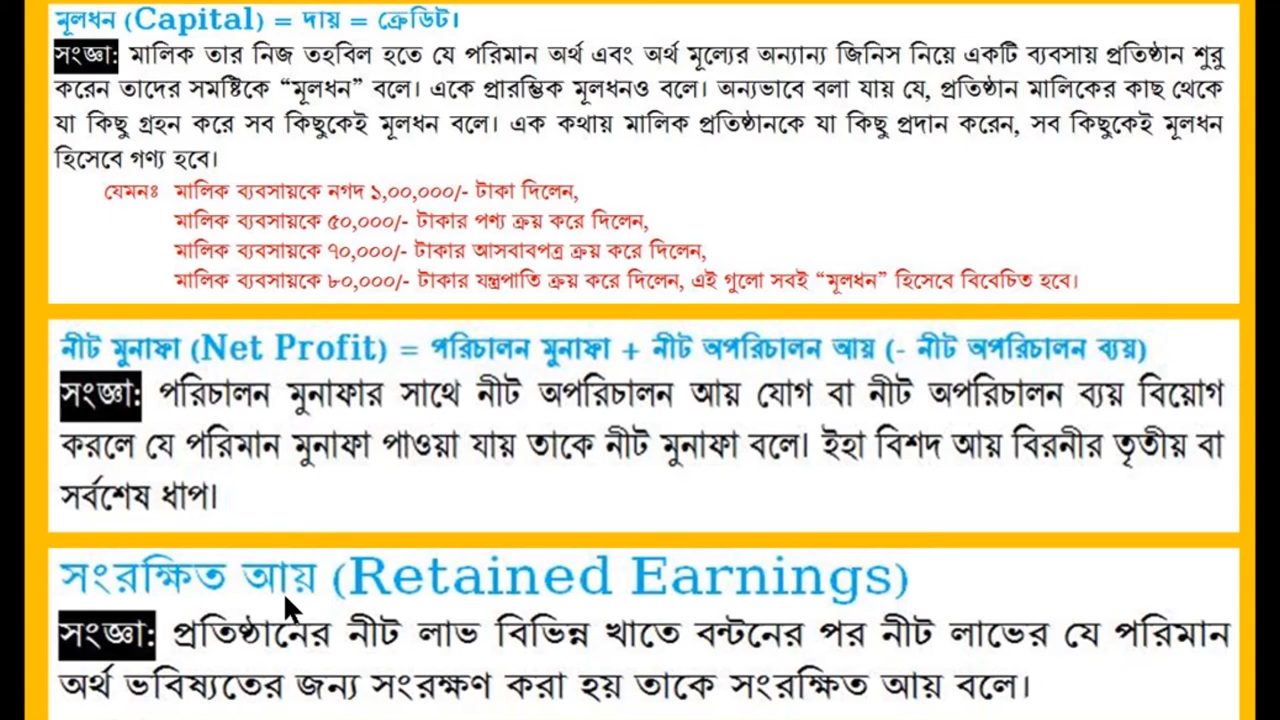 মূলধন (Capital) = দায় = ক্রেডিট।
সংজ্ঞা: মালিক তার নিজ তহবিল হতে যে পরিমান অর্থ এবং অর্থ মূল্যের অন্যান্য জিনিস নিয়ে একটি ব্যবসায় প্রতিষ্ঠান শুরু
করেন তাদের সমষ্টিকে “মূলধন” বলে। একে প্রারম্ভিক মূলধনও বলে। অন্যভাবে বলা যায় যে, প্রতিষ্ঠান মালিকের কাছ থেকে
যা কিছু গ্রহন করে সব কিছুকেই মূলধন বলে। এক কথায় মালিক প্রতিষ্ঠানকে যা কিছু প্রদান করেন, সব কিছুকেই মূলধন
হিসেবে গণ্য হবে।
যেমনঃ মালিক ব্যবসায়কে নগদ ১,০০,০০০/- টাকা দিলেন,
মালিক ব্যবসায়কে ৫০,০০০/- টাকার পণ্য ক্রয় করে দিলেন,
মালিক ব্যবসায়কে ৭০,০০০/- টাকার আসবাবপত্র ক্রয় করে দিলেন,
মালিক ব্যবসায়কে ৮০,০০০/- টাকার যন্ত্রপাতি ক্রয় করে দিলেন, এই গুলো সবই “মূলধন” হিসেবে বিবেচিত হবে।
নীট মুনাফা (Net Profit) = পরিচালন মুনাফা + নীট অপরিচালন আয় (- নীট অপরিচালন ব্যয়)
সংজ্ঞা: পরিচালন মুনাফার সাথে নীট অপরিচালন আয় যোগ বা নীট অপরিচালন ব্যয় বিয়োগ
করলে যে পরিমান মুনাফা পাওয়া যায় তাকে নীট মুনাফা বলে। ইহা বিশদ আয় বিরনীর তৃতীয় বা
সর্বশেষ ধাপ।
সংরক্ষিত আয় (Retained Earnings)
সংজ্ঞা: প্রতিষ্ঠানের নীট লাভ বিভিন্ন খাতে বন্টনের পর নীট লাভের যে পরিমান
অর্থ ভবিষ্যতের জন্য সংরক্ষণ করা হয় তাকে সংরক্ষিত আয় বলে।